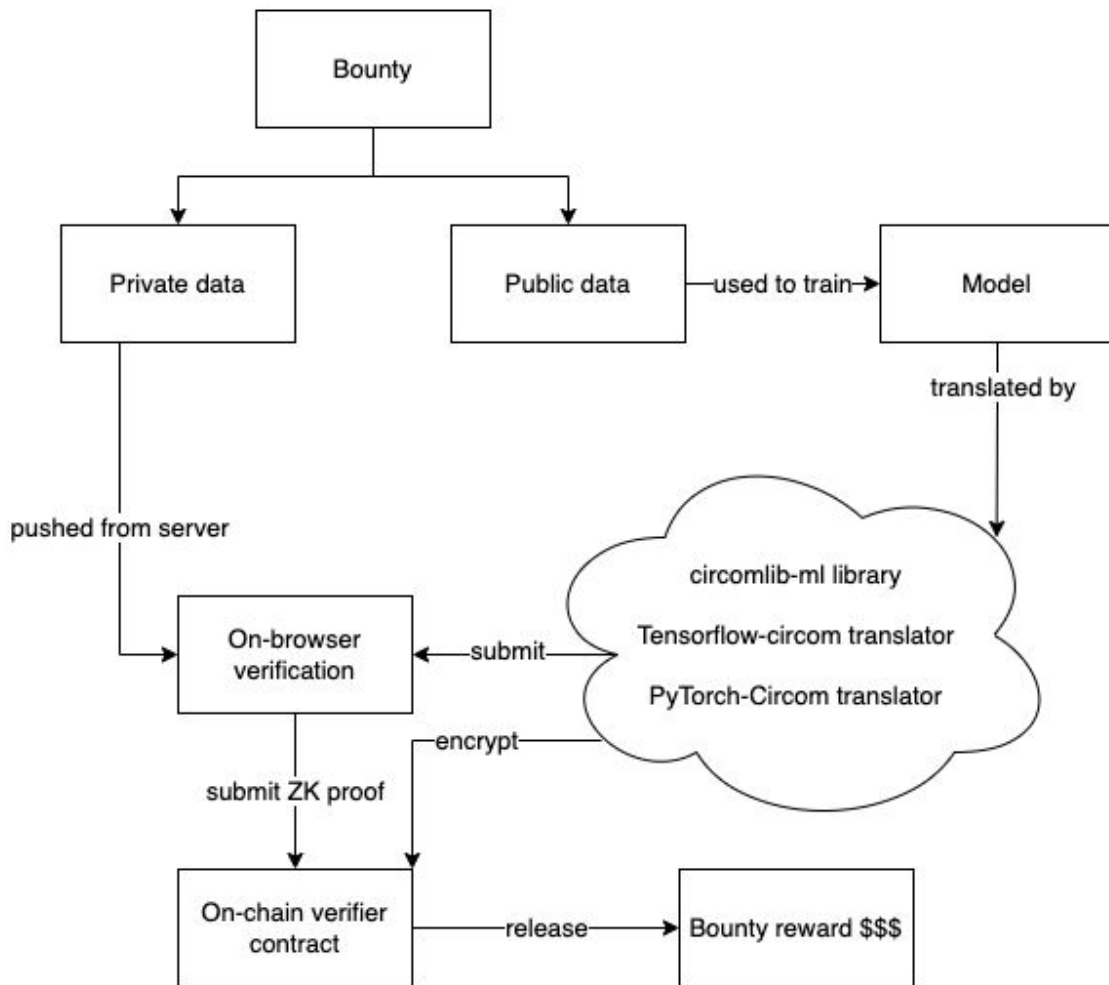 Bounty
Private data
Public data
used to train
Model
translated by
pushed from server
circomlib-ml library
Tensorflow-circom translator
PyTorch-Circom translator
On-browser
verification
submit
encrypt
submit ZK proof
On-chain verifier
contract
release
Bounty reward $$$